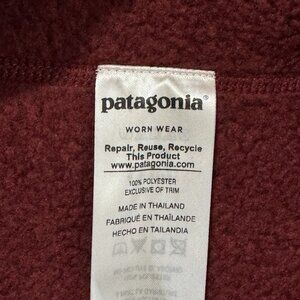 patagonia®
WORN WEAR
Repair, Reuse, Recycle
This Product
www.patagonia.com
100% POLYESTER
EXCLUSIVE OF TRIM
MADE IN THAILAND
FABRIQUÉ EN THAÏLANDE
HECHO EN TAILANDIA